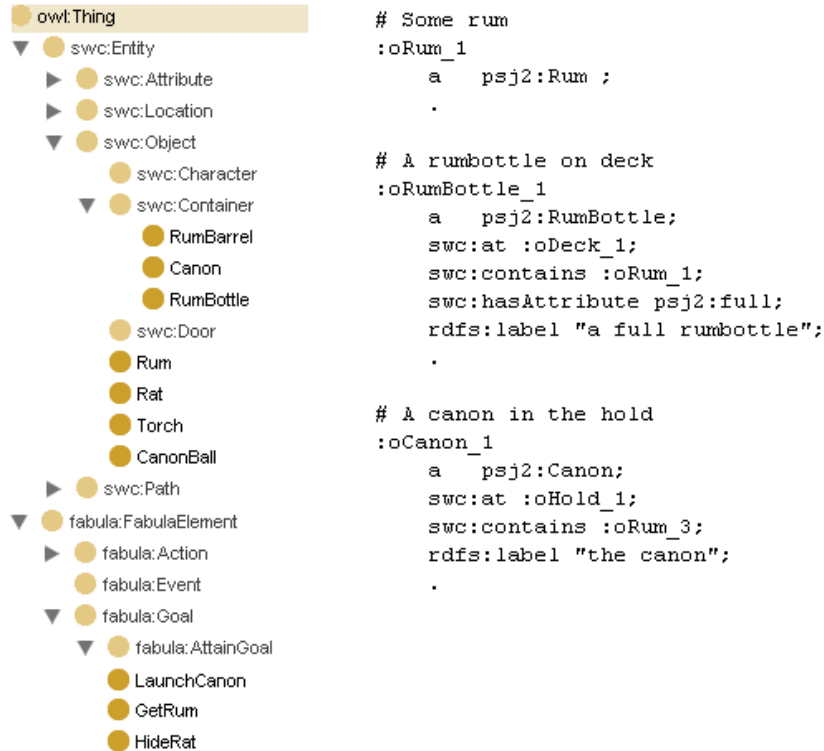 owl:Thing
swc:Entity
swc:Attribute
swc:Location
swc:Object
swc:Character
swc:Container
RumBarrel
Canon
RumBottle
swc:Door
Rum
Rat
Torch
CanonBall
swc:Path
fabula:FabulaElement
fabula:Action
fabula:Event
fabula:Goal
fabula:AttainGoal
LaunchCanon
GetRum
HideRat
# Some rum
:oRum_1
a psj2:Rum ;
.
# A rumbottle on deck
:oRumBottle_1
a psj2:RumBottle;
swc:at :oDeck_1;
swc:contains :oRum_1;
swc:hasAttribute psj2:full;
rdfs:label "a full rumbottle";
.
# A canon in the hold
:oCanon_1
a psj2:Canon;
swc:at :oHold_1;
swc:contains :oRum_3;
rdfs:label "the canon";
.